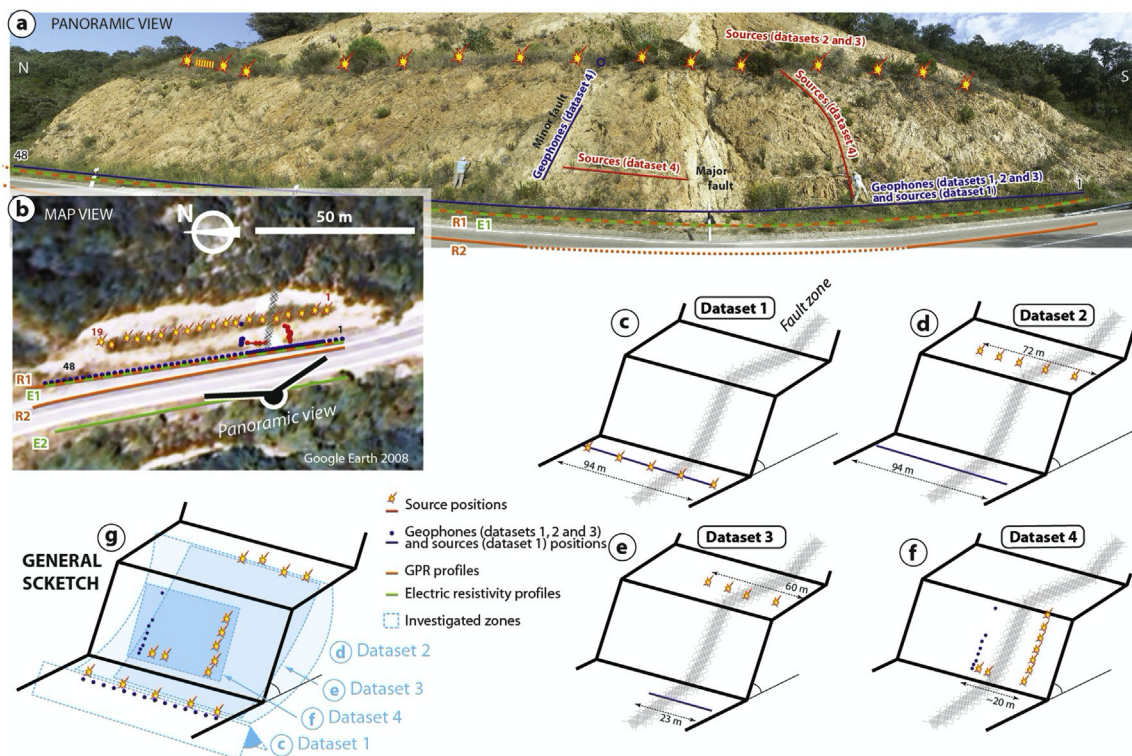 a PANORAMIC VIEW
N
S
Sources (datasets 2 and 3)
Minor fault
Geophones (dataset 4)
Sources (dataset 4)
Sources (dataset 4)
Major
fault
Geophones (datasets 1, 2 and 3)
and sources (dataset 1)
48
1
R1
E1
R2
b MAP VIEW
N
50 m
19
1
48
1
R1
E1
R2
E2
Panoramic view
Google Earth 2008
c
Dataset 1
Fault zone
94 m
d
Dataset 2
72 m
94 m
Source positions
Geophones (datasets 1, 2 and 3)
and sources (dataset 1) positions
GPR profiles
Electric resistivity profiles
Investigated zones
g
GENERAL
SCKETCH
d Dataset 2
e Dataset 3
f Dataset 4
c Dataset 1
e
Dataset 3
60 m
23 m
f
Dataset 4
~20 m